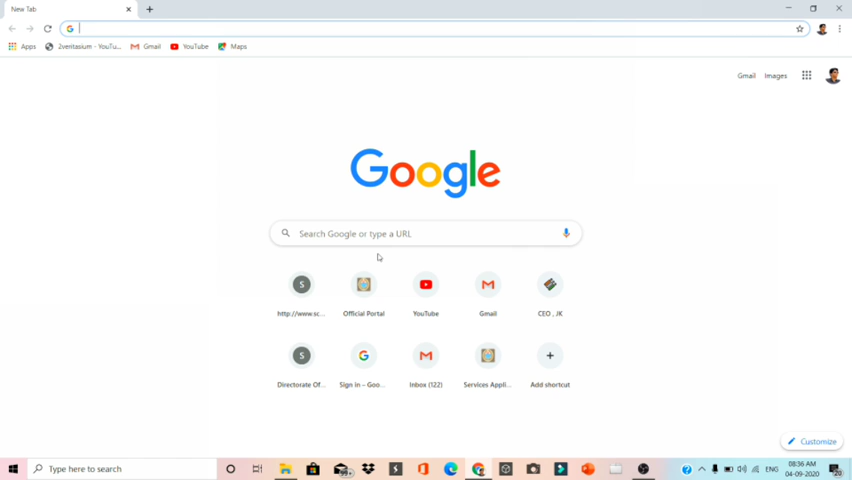 New Tab
Apps 2veritasium - YouTu... Gmail YouTube Maps
Gmail Images
Google
Search Google or type a URL
S
http://www.sc... Official Portal YouTube Gmail CEO , JK
S G
Directorate Of... Sign in – Goo... Inbox (122) Services Appli... Add shortcut
Customize
Type here to search
99+
ENG
08:36 AM
04-09-2020
20